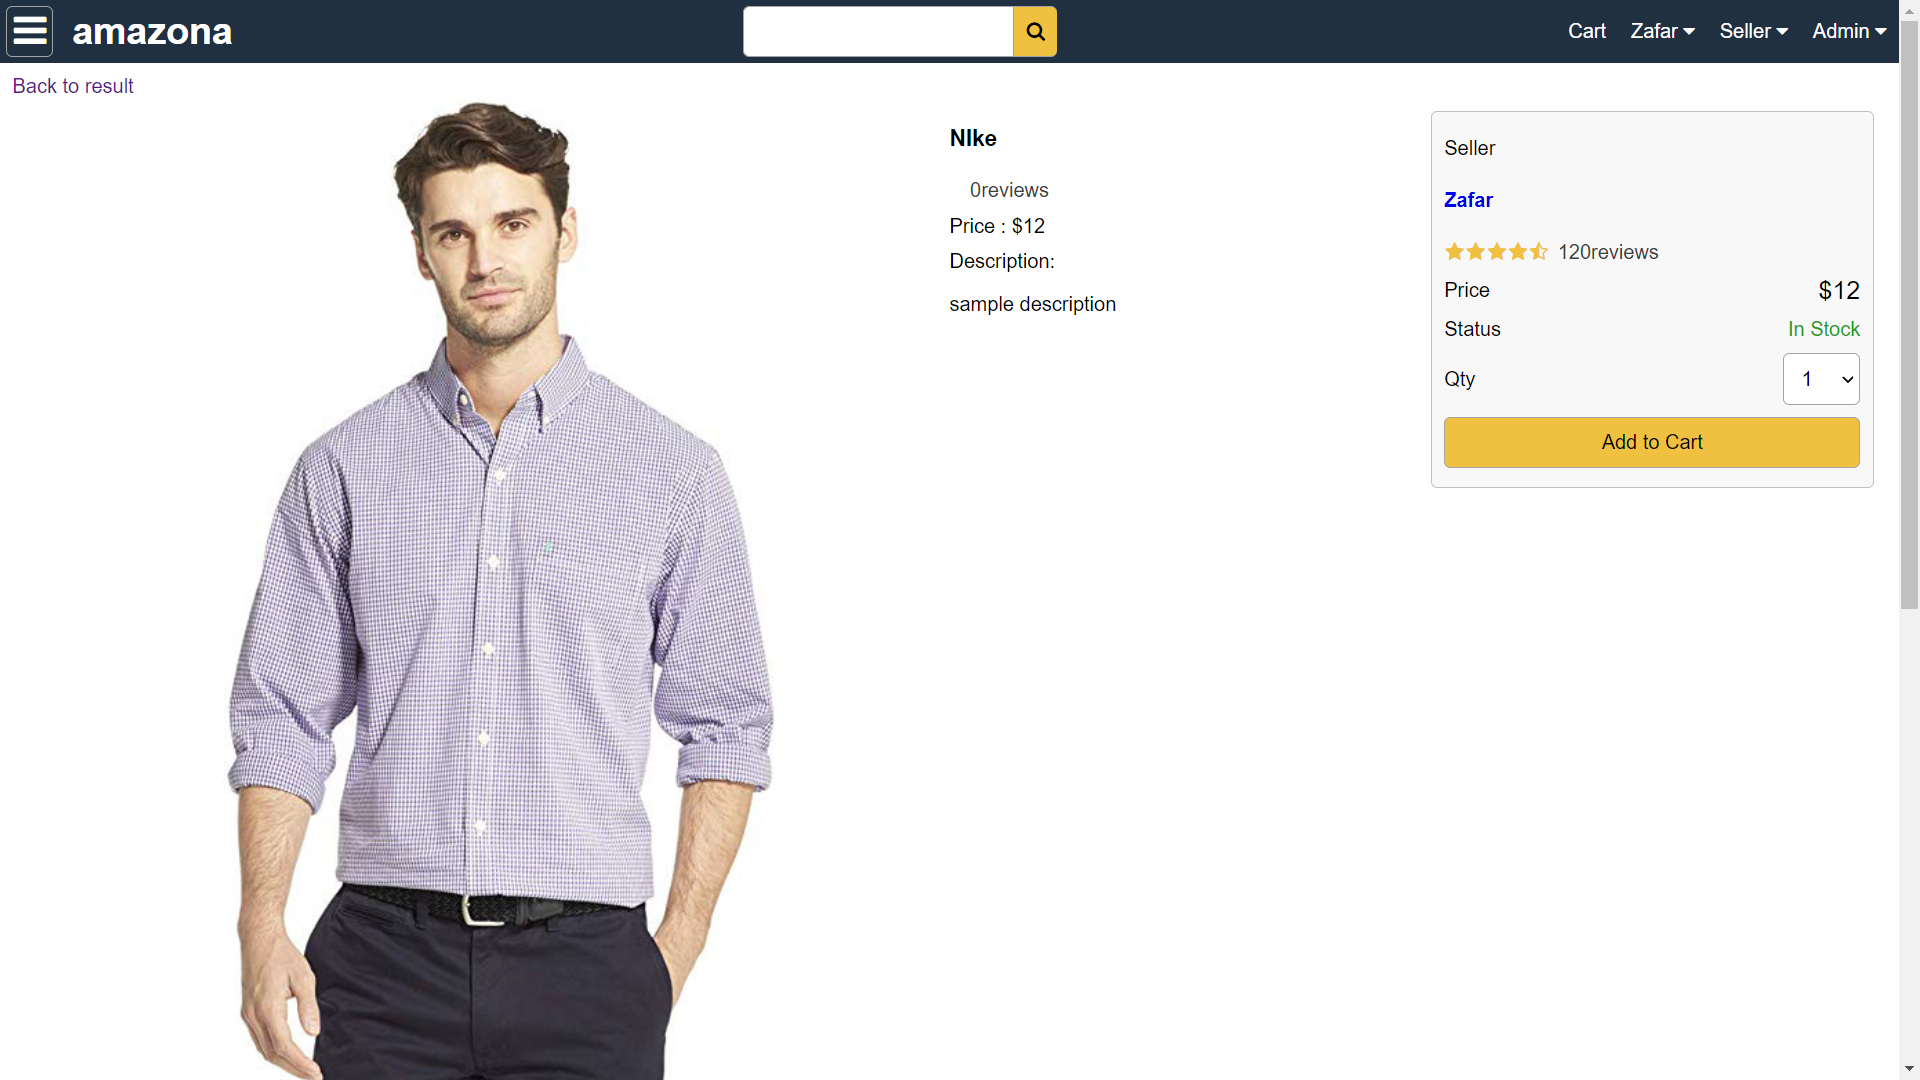 amazona
Cart Zafar Seller Admin
Back to result
NIke
0reviews
Price : $12
Description:
sample description
Seller
Zafar
120reviews
Price $12
Status In Stock
Qty 1
Add to Cart